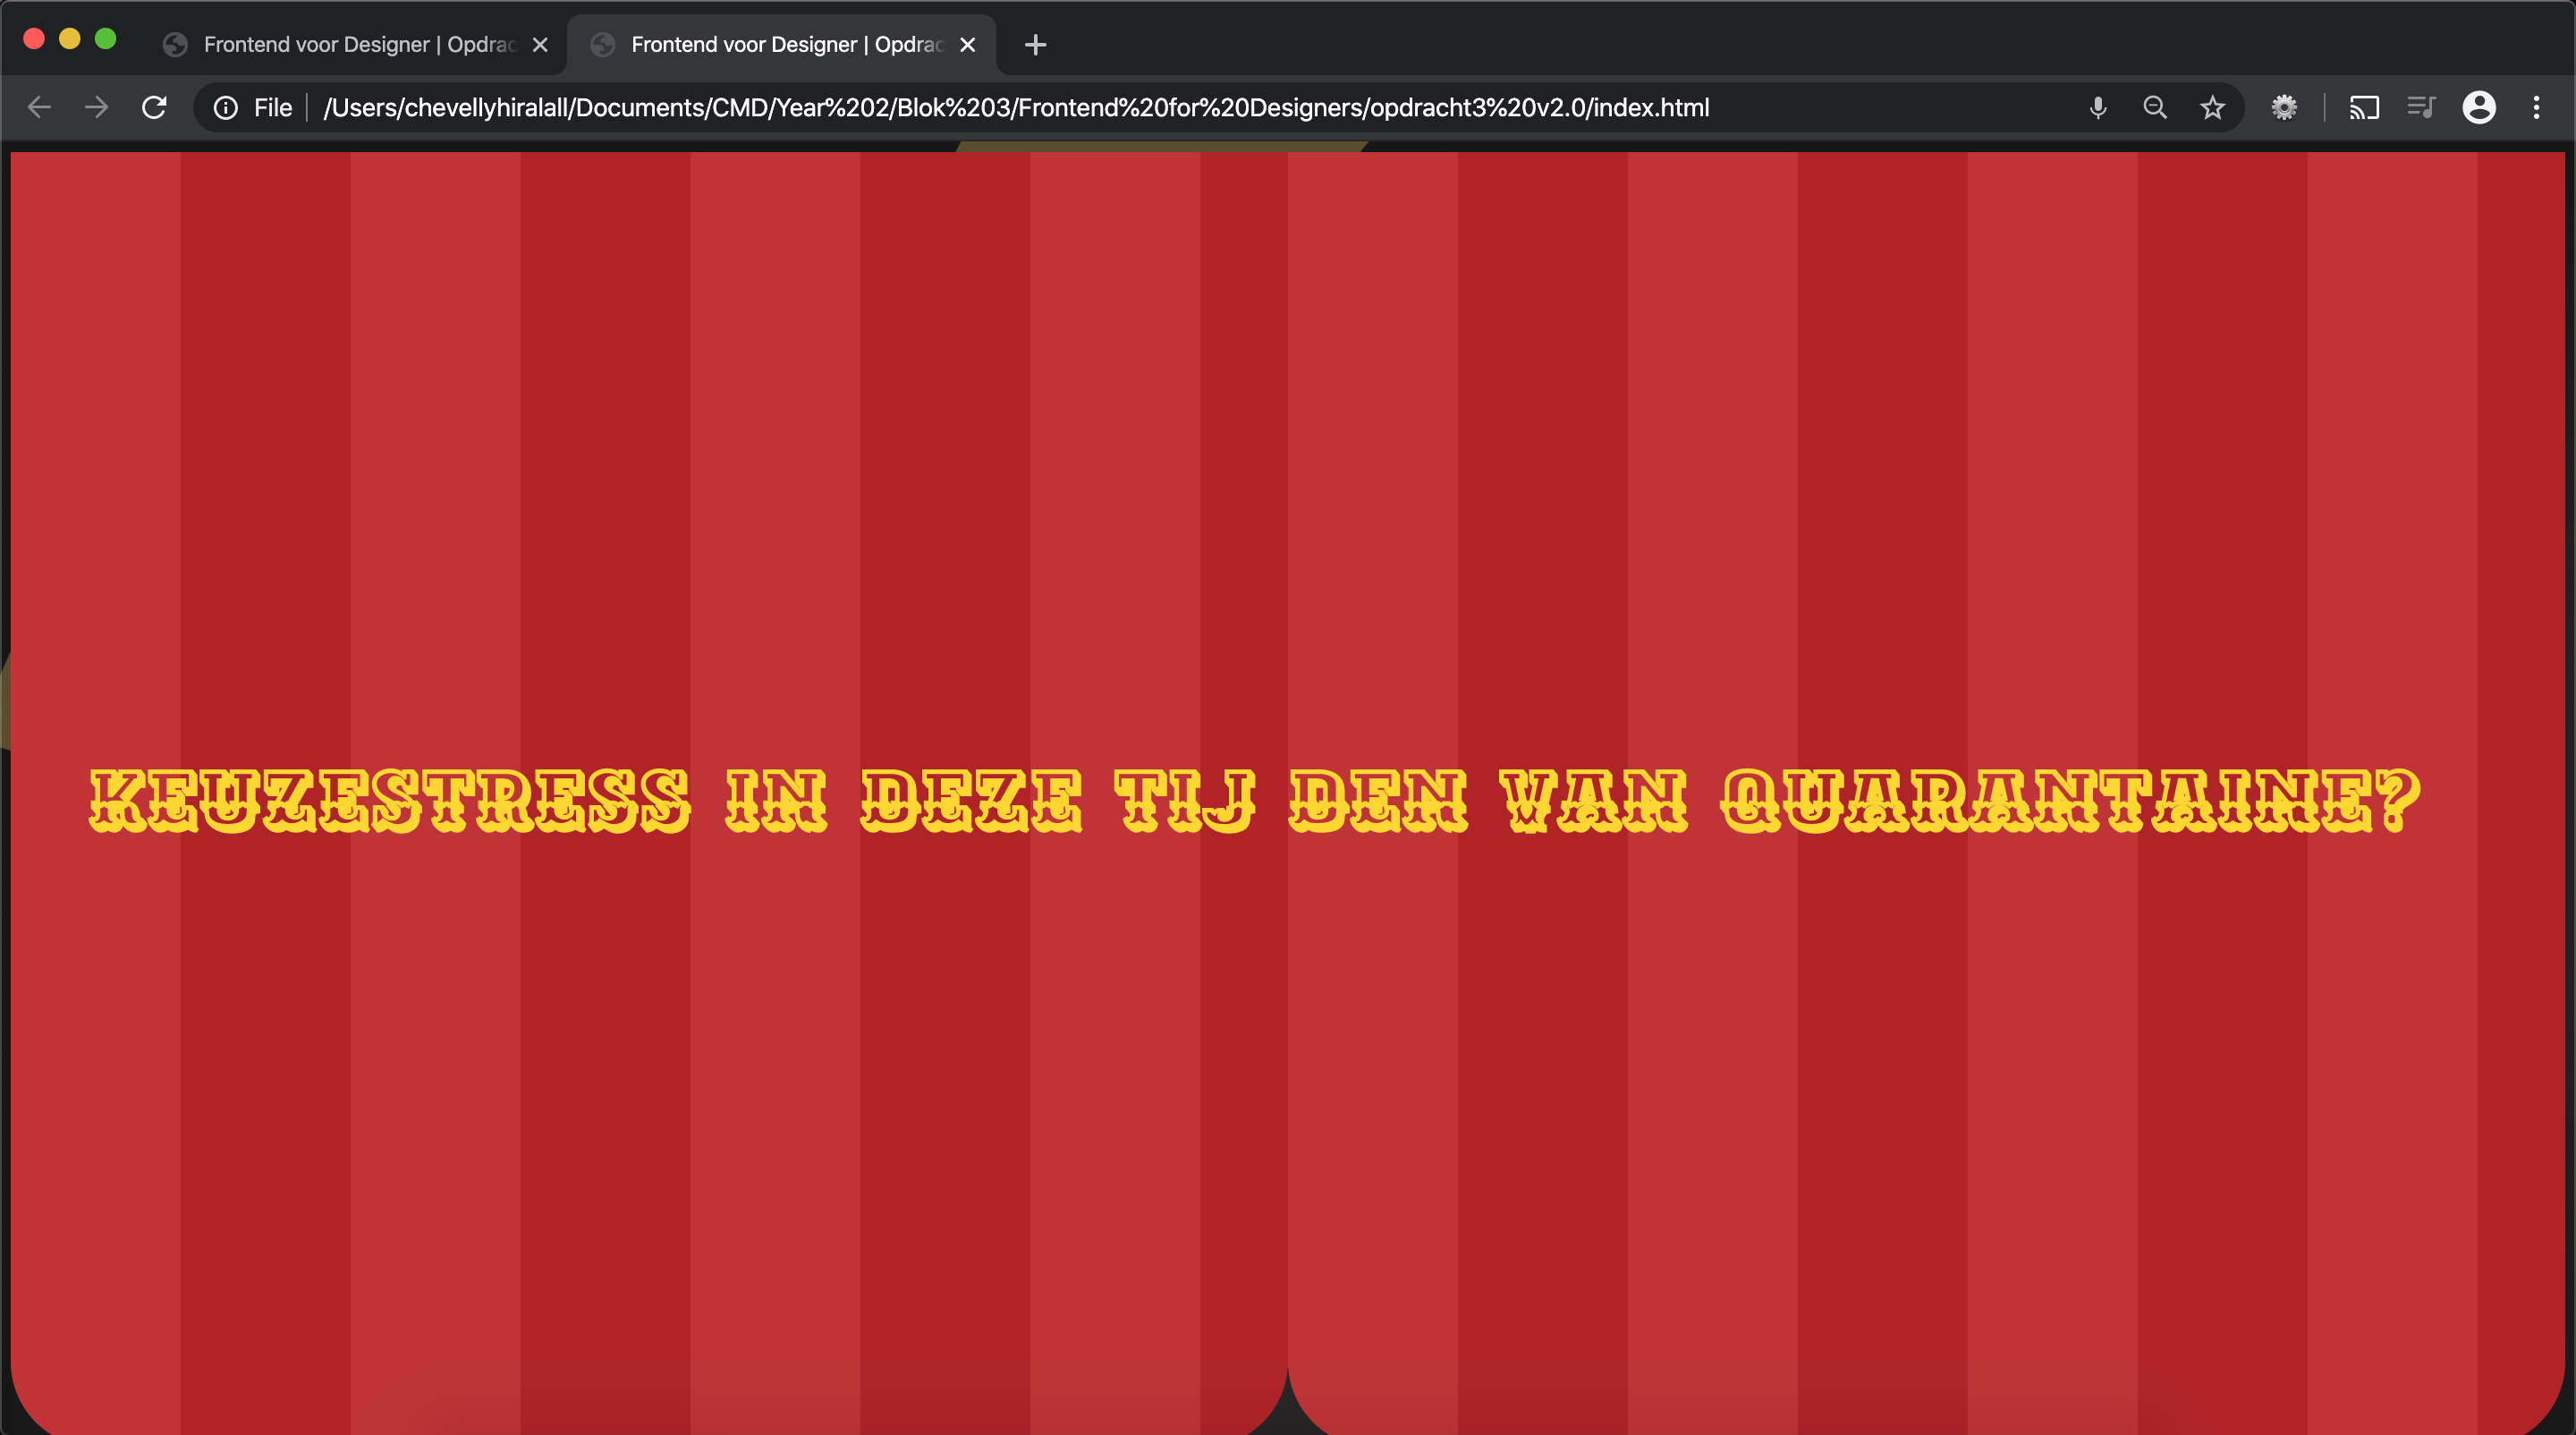 Frontend voor Designer | Opdrac
Frontend voor Designer | Opdrac
File /Users/chevellyhiralall/Documents/CMD/Year%202/Blok%203/Frontend%20for%20Designers/opdracht3%20v2.0/index.html
KEUZESTRESS IN DEZE TIJ DEN VAN QUARANTAINE?